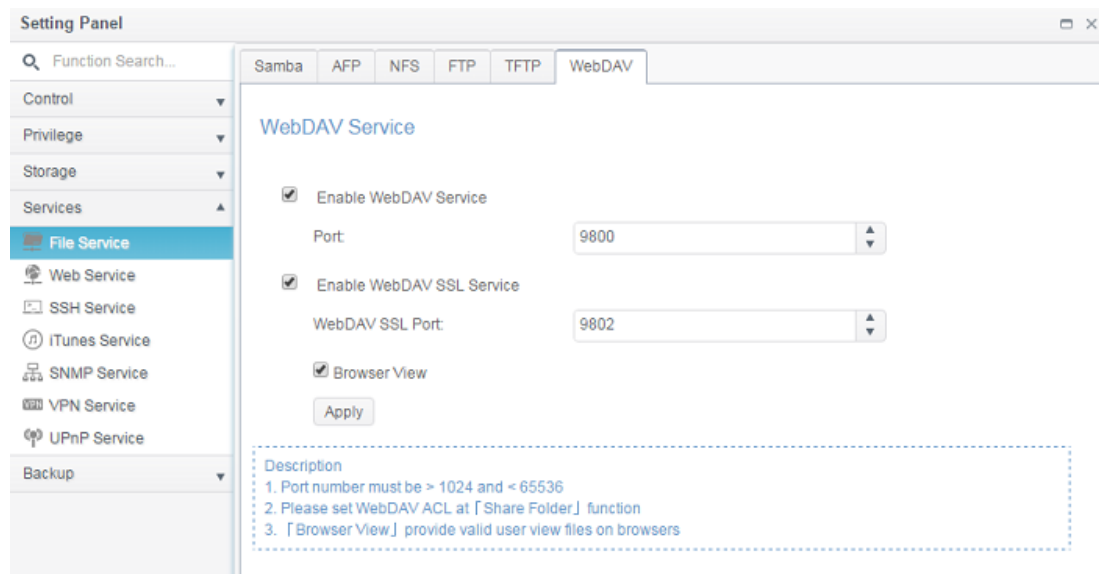 Setting Panel
Function Search...
Control
Privilege
Storage
Services
File Service
Web Service
SSH Service
iTunes Service
SNMP Service
VPN VPN Service
UPnP Service
Backup
Samba AFP NFS FTP TFTP WebDAV
WebDAV Service
Enable WebDAV Service
Port: 9800
Enable WebDAV SSL Service
WebDAV SSL Port: 9802
Browser View
Apply
Description
1. Port number must be > 1024 and < 65536
2. Please set WebDAV ACL at「Share Folder」function
3.「Browser View」provide valid user view files on browsers